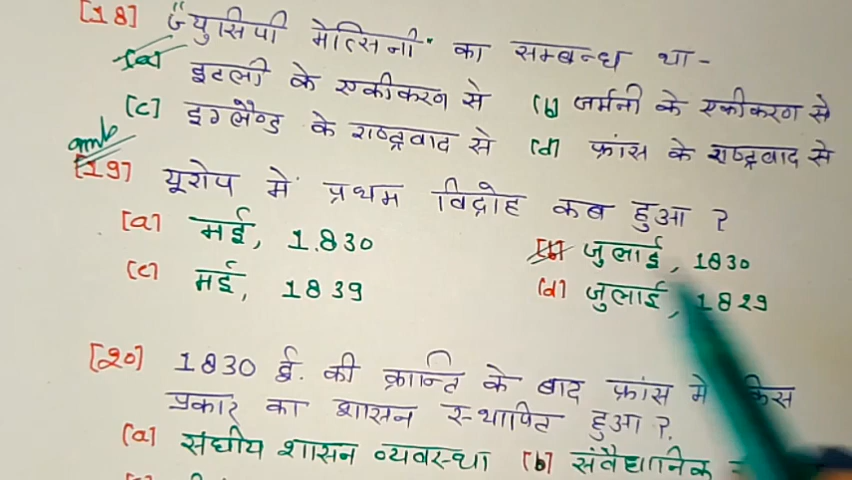 [18] "ज्युसिपी मेत्सिनी" का सम्बन्ध था -
(a) इटली के एकीकरण से (b) जर्मनी के एकीकरण से
(c) इंग्लैण्ड के राष्ट्रवाद से (d) फ्रांस के राष्ट्रवाद से
amb
[19] यूरोप में प्रथम विद्रोह कब हुआ ?
(a) मई, 1830 (b) जुलाई, 1830
(c) मई, 1839 (d) जुलाई, 1829
[20] 1830 ई. की क्रान्ति के बाद फ्रांस में किस
प्रकार का शासन स्थापित हुआ ?
(a) संघीय शासन व्यवस्था (b) संवैधानिक